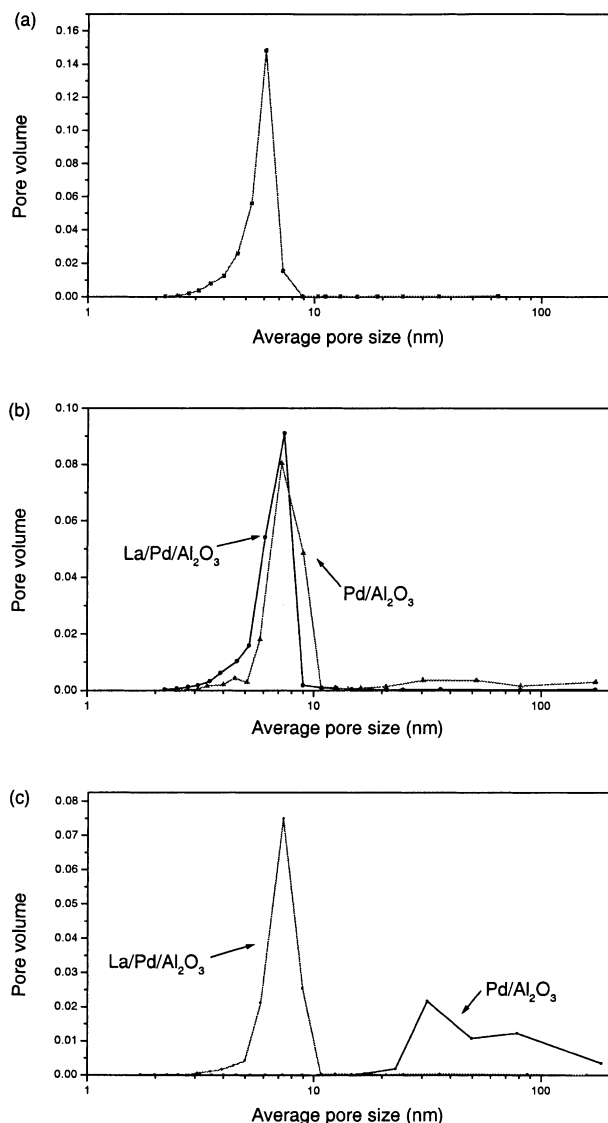 (a)
0.16
0.14
0.12
0.10
0.08
0.06
0.04
0.02
0.00
Pore volume
1
10
100
Average pore size (nm)
(b)
0.10
0.08
0.06
0.04
0.02
0.00
Pore volume
La/Pd/Al₂O₃
Pd/Al₂O₃
1
10
100
Average pore size (nm)
(c)
0.08
0.07
0.06
0.05
0.04
0.03
0.02
0.01
0.00
Pore volume
La/Pd/Al₂O₃
Pd/Al₂O₃
1
10
100
Average pore size (nm)